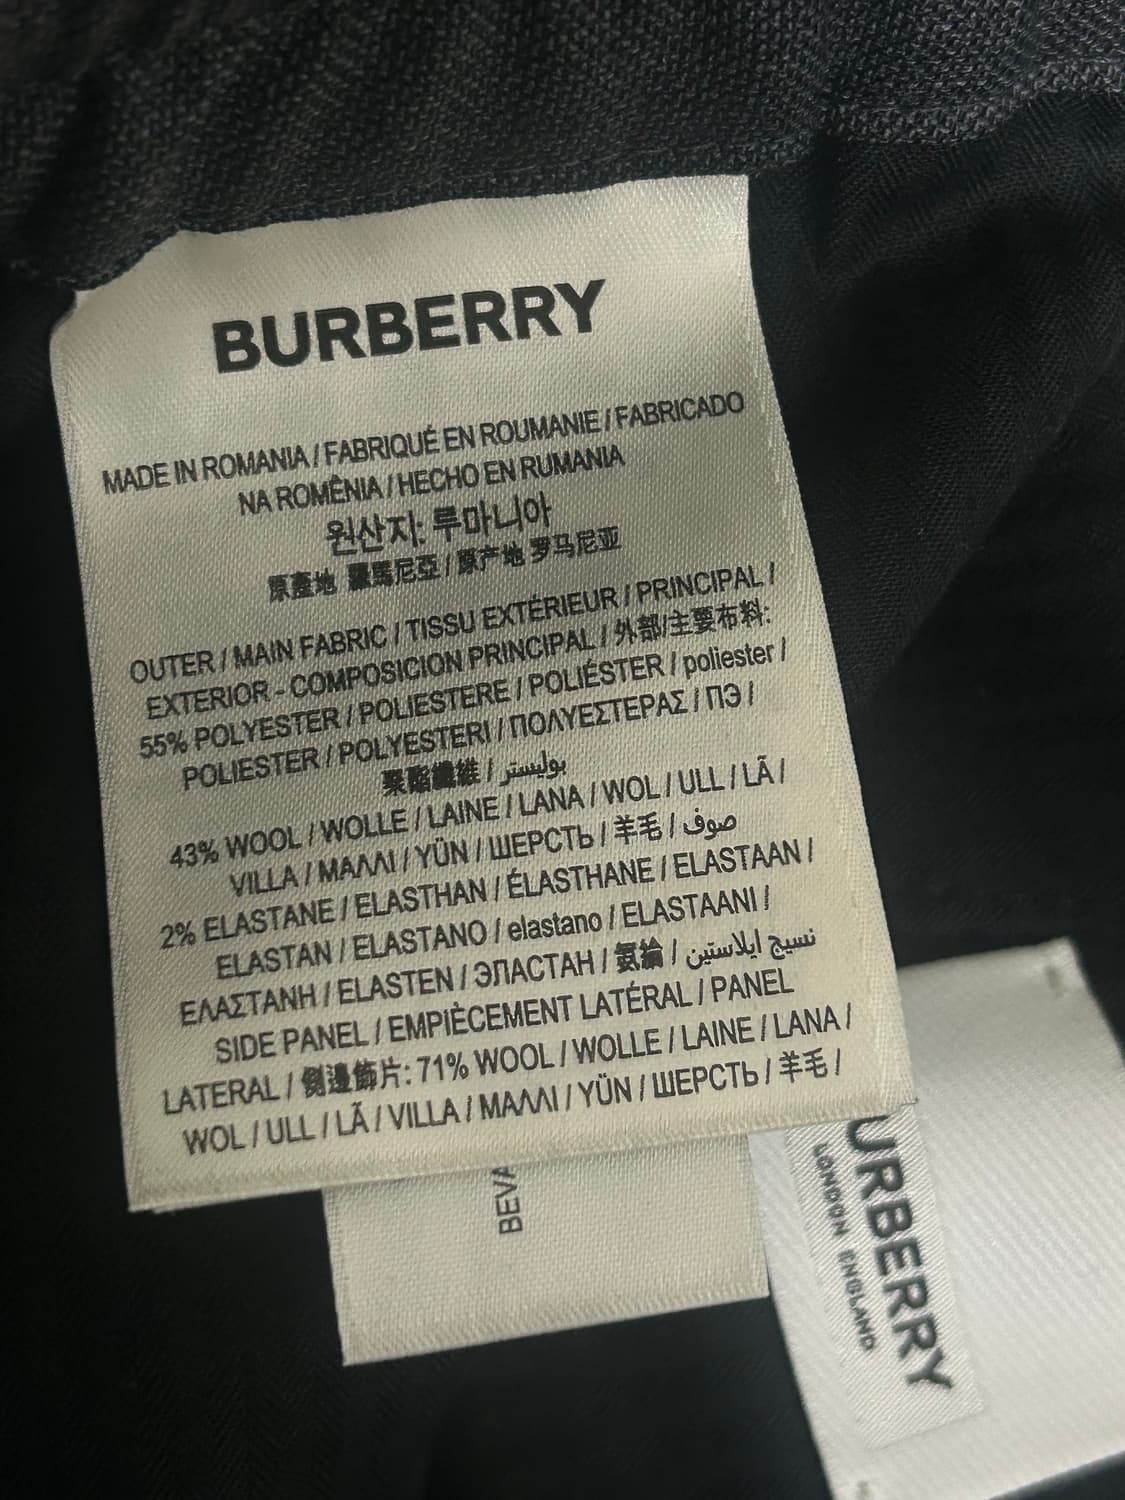 BURBERRY
MADE IN ROMANIA / FABRIQUÉ EN ROUMANIE / FABRICADO
NA ROMÊNIA / HECHO EN RUMANIA
원산지: 루마니아
原產地 羅馬尼亞 / 原产地 罗马尼亚
OUTER / MAIN FABRIC / TISSU EXTÉRIEUR / PRINCIPAL /
EXTERIOR - COMPOSICION PRINCIPAL / 外部/主要布料:
55% POLYESTER / POLIESTERE / POLIÉSTER / poliester /
POLIESTER / POLYESTERI / ΠΟΛΥΕΣΤΕΡΑΣ / ПЭ /
聚酯纖維 / بوليستر
43% WOOL / WOLLE / LAINE / LANA / WOL / ULL / LÃ /
VILLA / ΜΑΛΛΙ / YÜN / ШЕРСТЬ / 羊毛 / صوف
2% ELASTANE / ELASTHAN / ÉLASTHANE / ELASTAAN /
ELASTAN / ELASTANO / elastano / ELASTAANI /
ΕΛΑΣΤΑΝΗ / ELASTEN / ЭЛАСТАН / 氨綸 / نسيج ايلاستين
SIDE PANEL / EMPIÈCEMENT LATÉRAL / PANEL
LATERAL / 側邊飾片: 71% WOOL / WOLLE / LAINE / LANA /
WOL / ULL / LÃ / VILLA / ΜΑΛΛΙ / YÜN / ШЕРСТЬ / 羊毛 /
BEVA
URBERRY
LONDON ENGLAND